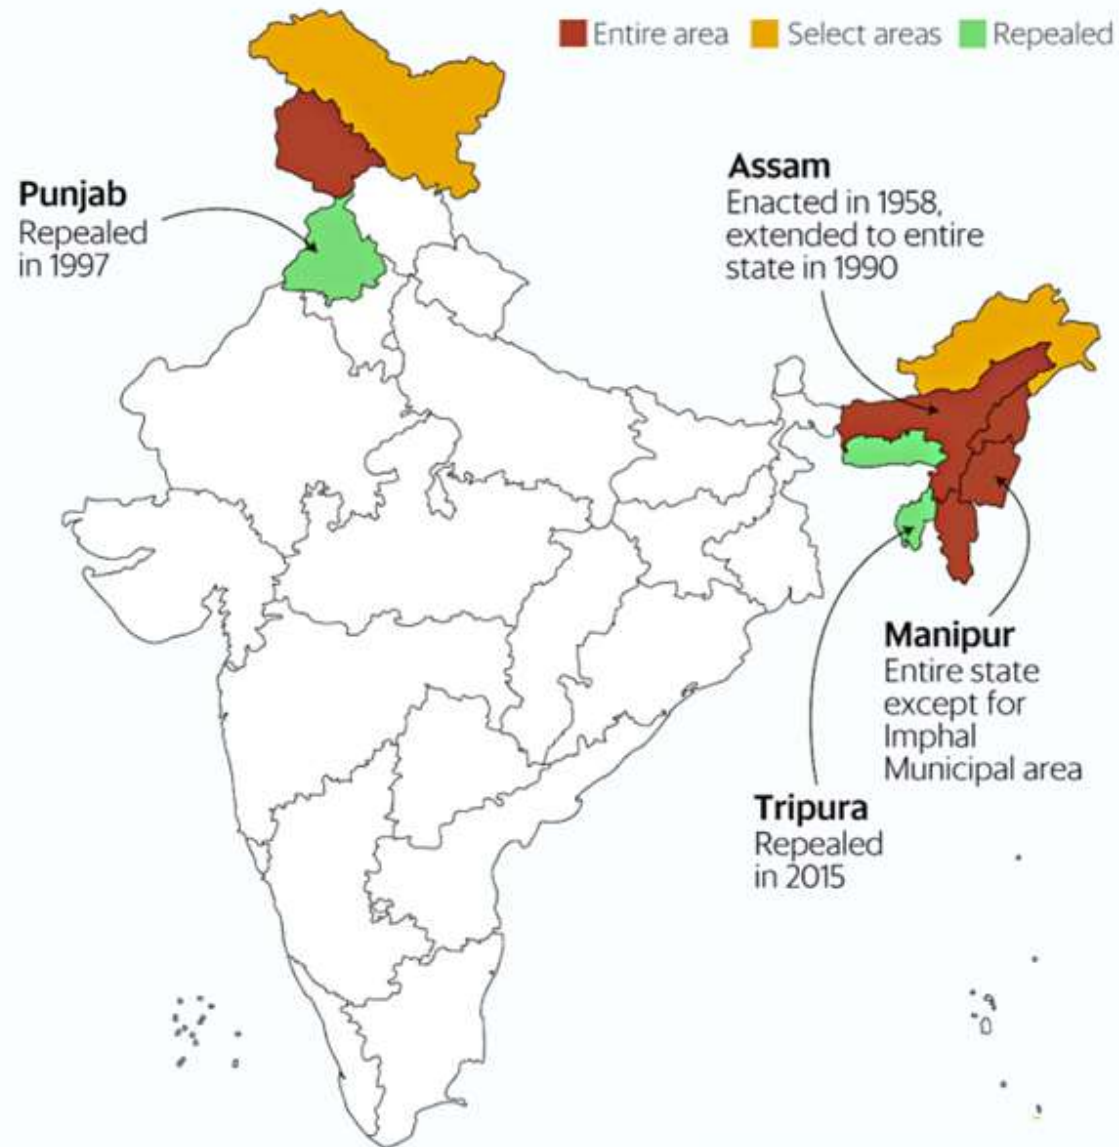 Entire area Select areas Repealed
Punjab
Repealed
in 1997
Assam
Enacted in 1958,
extended to entire
state in 1990
Manipur
Entire state
except for
Imphal
Municipal area
Tripura
Repealed
in 2015